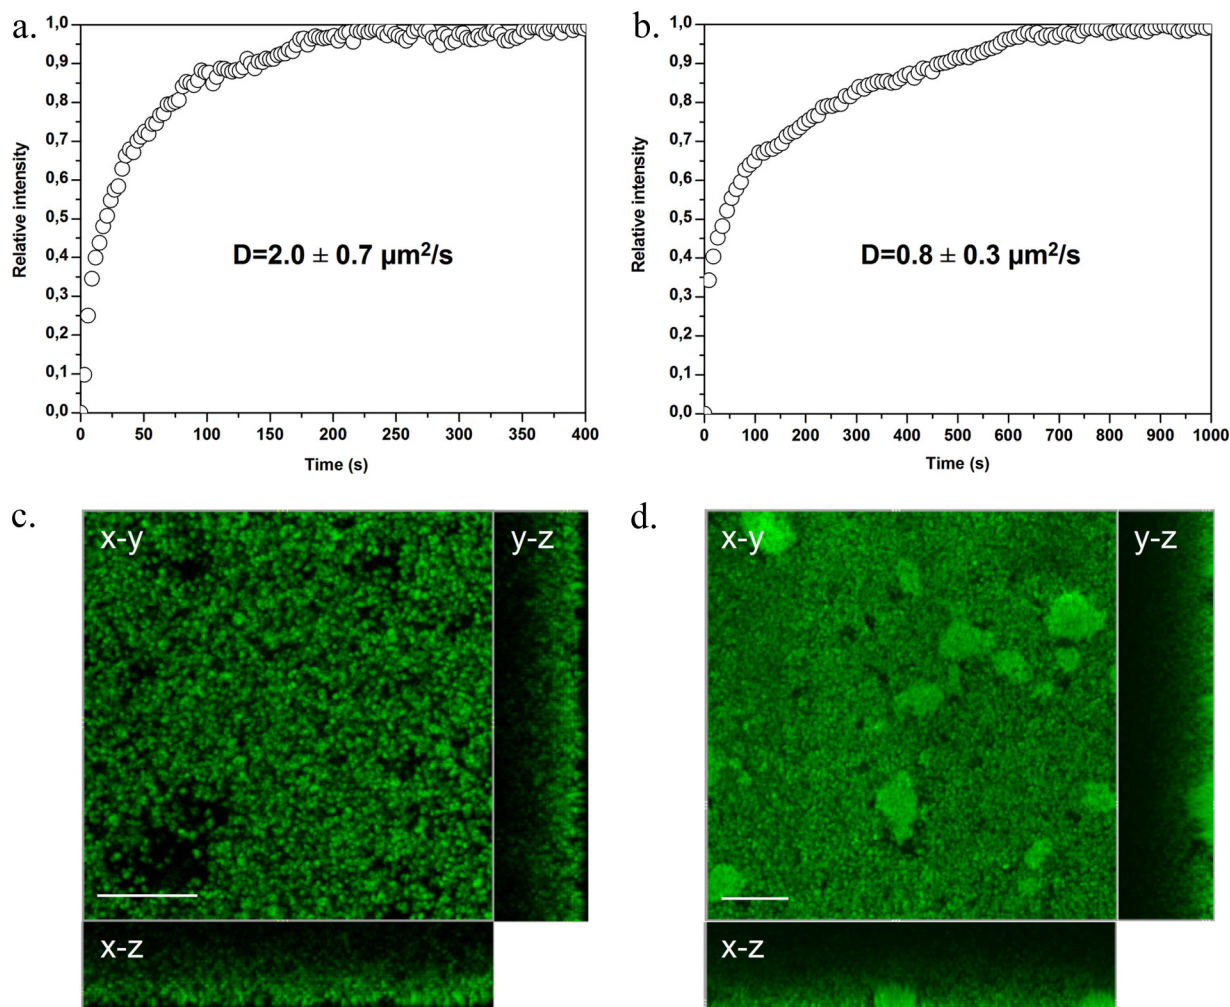 a.
1,0
0,9
0,8
0,7
0,6
0,5
0,4
0,3
0,2
0,1
0,0
Relative intensity
D=2.0 ± 0.7 µm²/s
0 50 100 150 200 250 300 350 400
Time (s)
b.
1,0
0,9
0,8
0,7
0,6
0,5
0,4
0,3
0,2
0,1
0,0
Relative intensity
D=0.8 ± 0.3 µm²/s
0 100 200 300 400 500 600 700 800 900 1000
Time (s)
c.
x-y
y-z
x-z
d.
x-y
y-z
x-z